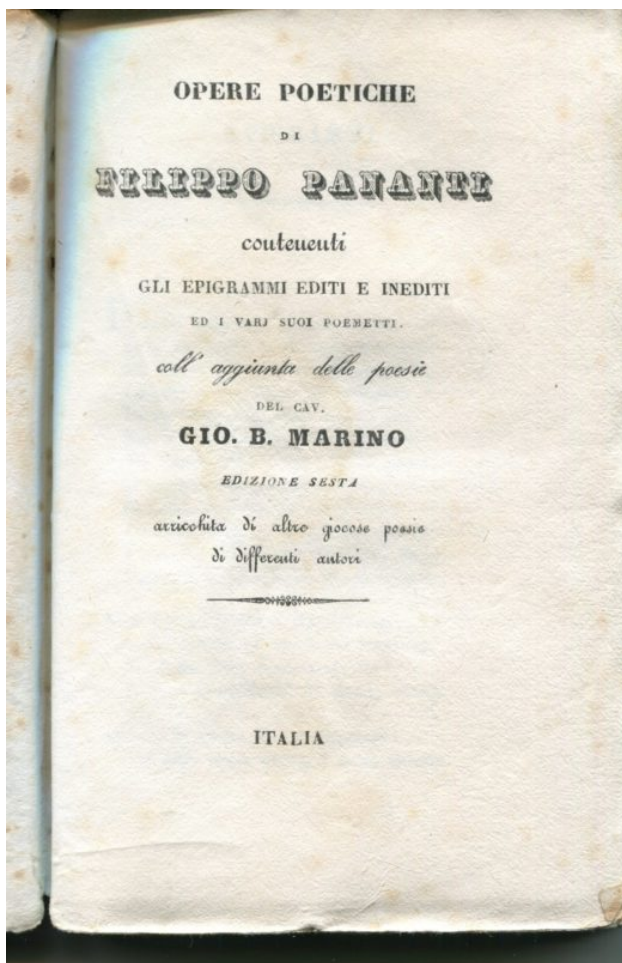 OPERE POETICHE
DI
FILIPPO PANANTI
contenenti
GLI EPIGRAMMI EDITI E INEDITI
ED I VARJ SUOI POEMETTI.
coll' aggiunta delle poesie
DEL CAV.
GIO. B. MARINO
EDIZIONE SESTA
arricchita di altre giocose poesie
di differenti autori
ITALIA